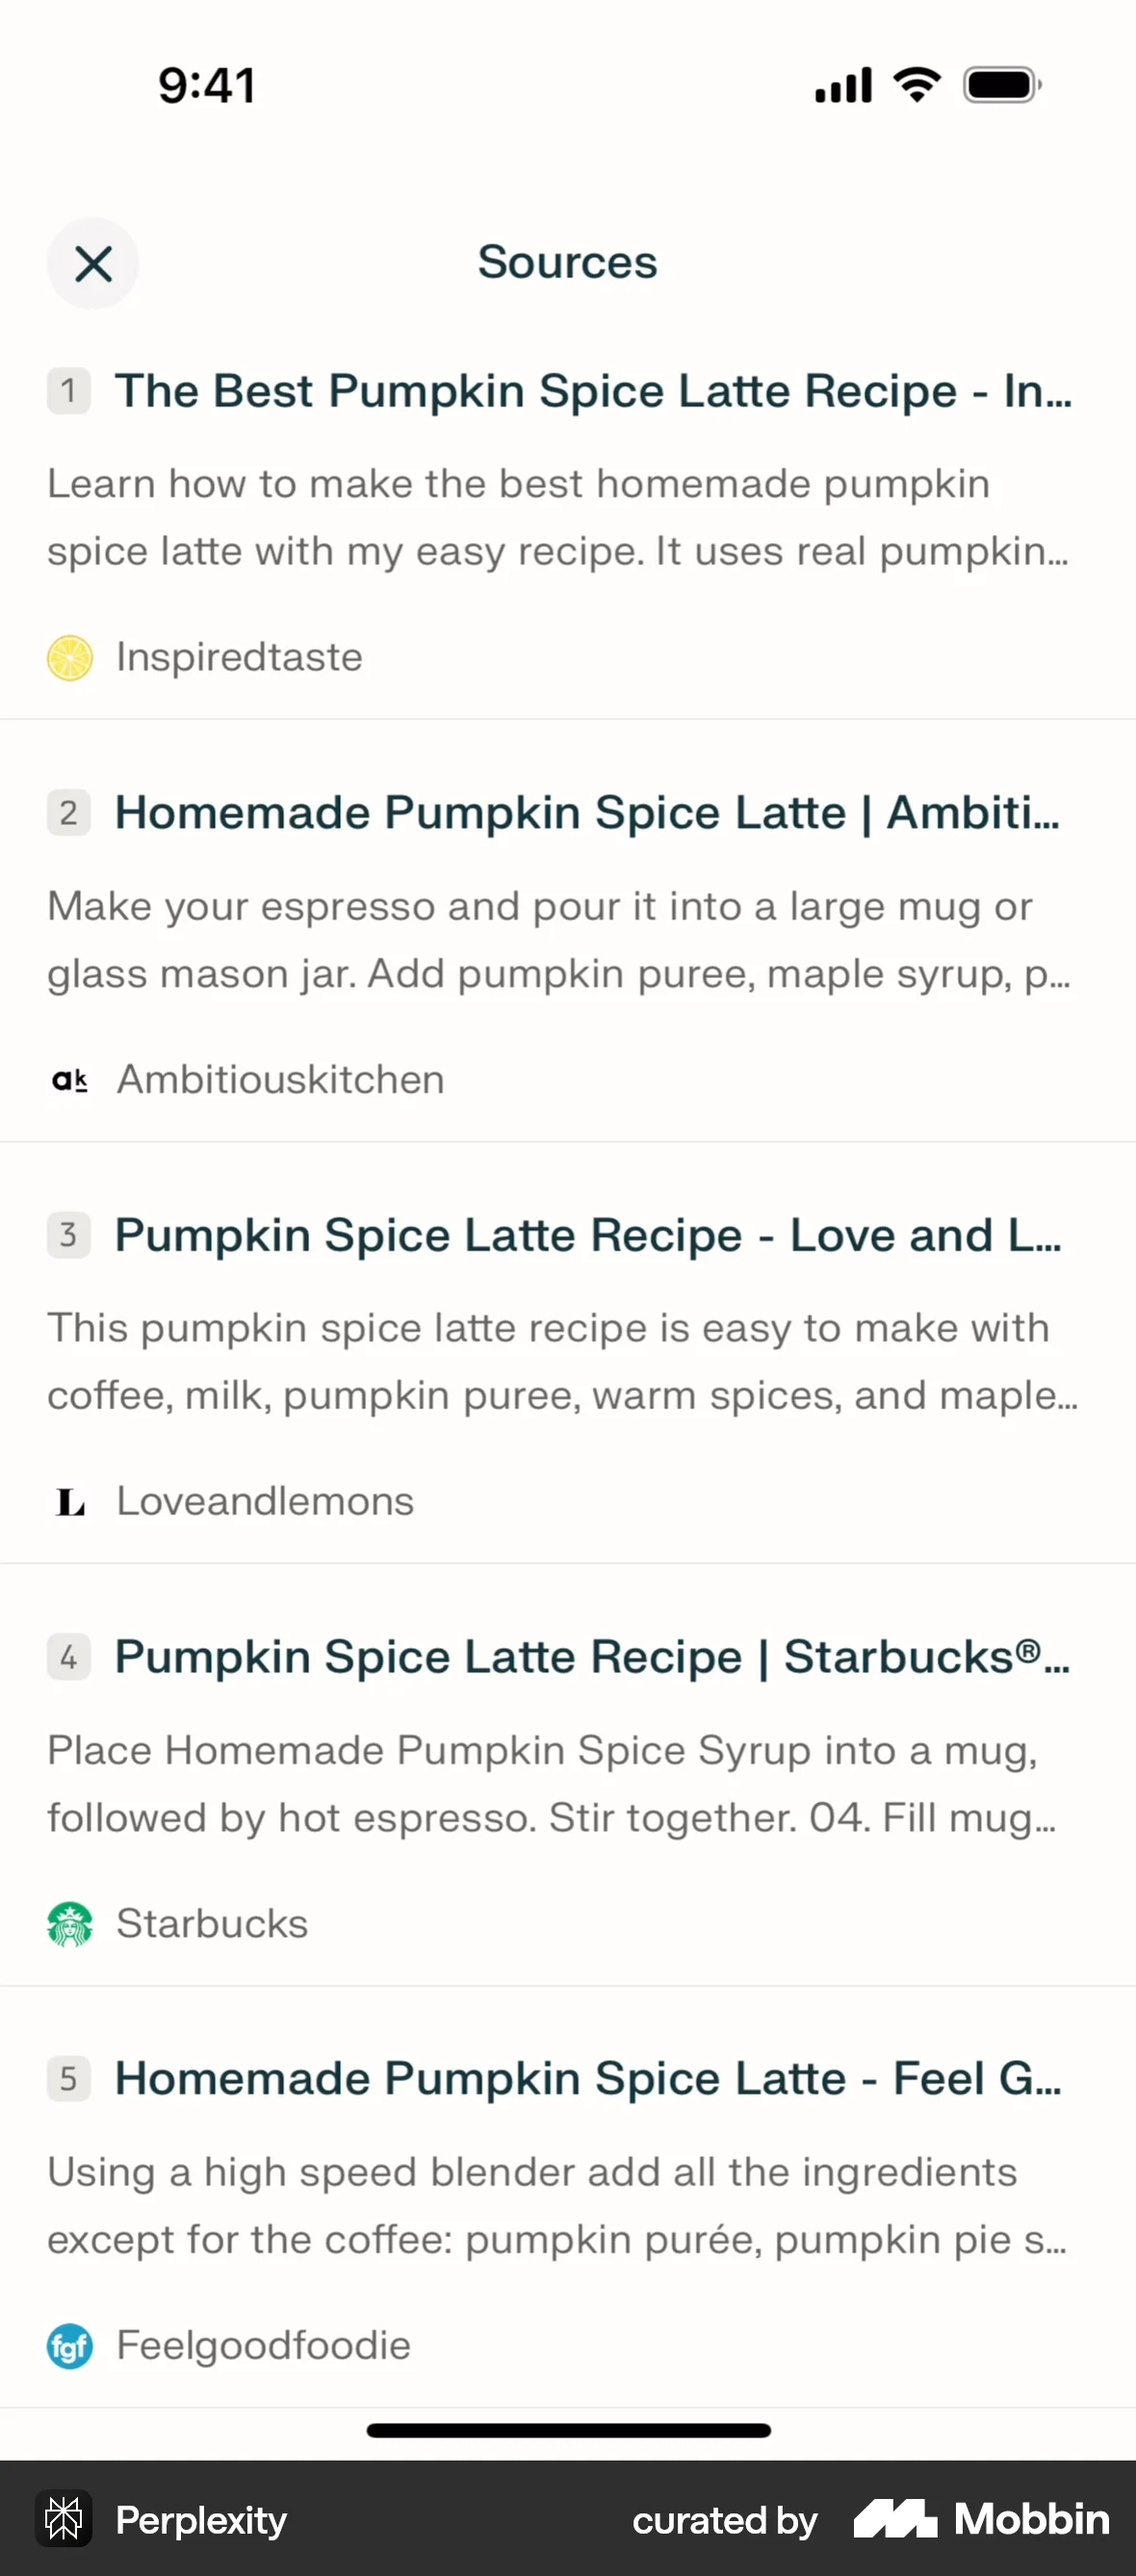 9:41
Sources
1 The Best Pumpkin Spice Latte Recipe - In...
Learn how to make the best homemade pumpkin
spice latte with my easy recipe. It uses real pumpkin...
Inspiredtaste
2 Homemade Pumpkin Spice Latte | Ambiti...
Make your espresso and pour it into a large mug or
glass mason jar. Add pumpkin puree, maple syrup, p...
ak Ambitiouskitchen
3 Pumpkin Spice Latte Recipe - Love and L...
This pumpkin spice latte recipe is easy to make with
coffee, milk, pumpkin puree, warm spices, and maple...
L Loveandlemons
4 Pumpkin Spice Latte Recipe | Starbucks®...
Place Homemade Pumpkin Spice Syrup into a mug,
followed by hot espresso. Stir together. 04. Fill mug...
Starbucks
5 Homemade Pumpkin Spice Latte - Feel G...
Using a high speed blender add all the ingredients
except for the coffee: pumpkin purée, pumpkin pie s...
fgf Feelgoodfoodie
Perplexity curated by Mobbin